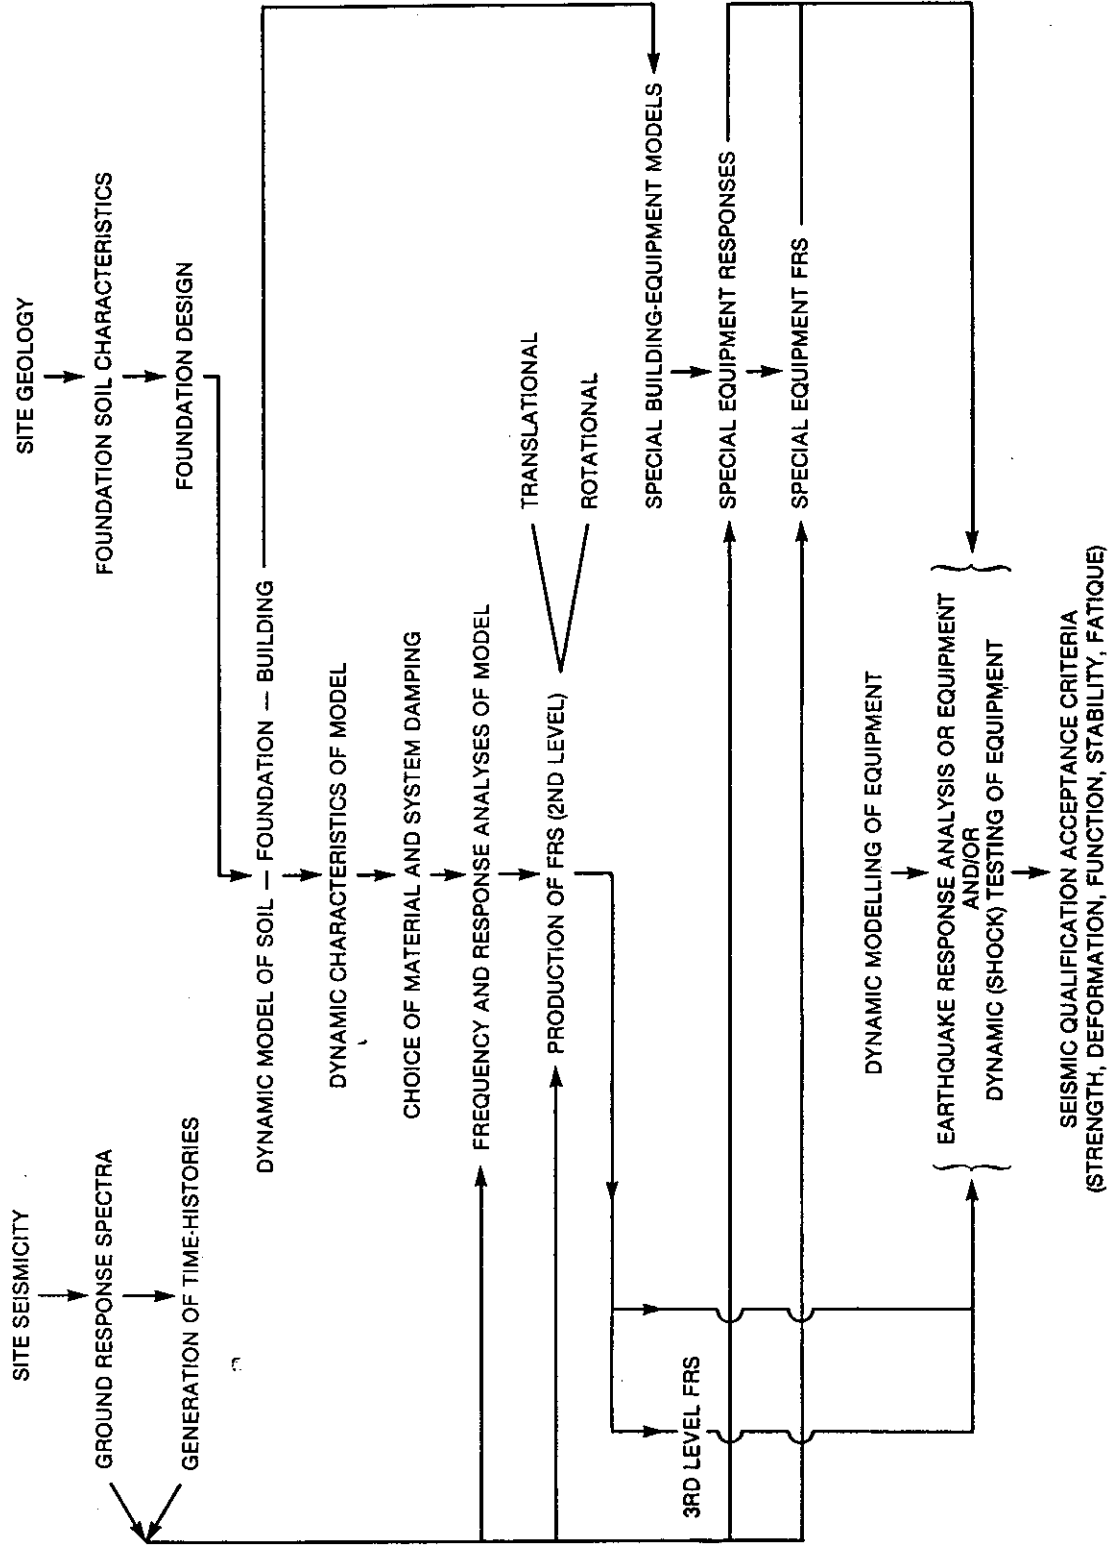 SITE SEISMICITY
GROUND RESPONSE SPECTRA
GENERATION OF TIME-HISTORIES
SITE GEOLOGY
FOUNDATION SOIL CHARACTERISTICS
FOUNDATION DESIGN
DYNAMIC MODEL OF SOIL — FOUNDATION — BUILDING
DYNAMIC CHARACTERISTICS OF MODEL
CHOICE OF MATERIAL AND SYSTEM DAMPING
FREQUENCY AND RESPONSE ANALYSES OF MODEL
PRODUCTION OF FRS (2ND LEVEL)
TRANSLATIONAL
ROTATIONAL
SPECIAL BUILDING-EQUIPMENT MODELS
3RD LEVEL FRS
SPECIAL EQUIPMENT RESPONSES
SPECIAL EQUIPMENT FRS
DYNAMIC MODELLING OF EQUIPMENT
EARTHQUAKE RESPONSE ANALYSIS OR EQUIPMENT
AND/OR
DYNAMIC (SHOCK) TESTING OF EQUIPMENT
SEISMIC QUALIFICATION ACCEPTANCE CRITERIA
(STRENGTH, DEFORMATION, FUNCTION, STABILITY, FATIQUE)